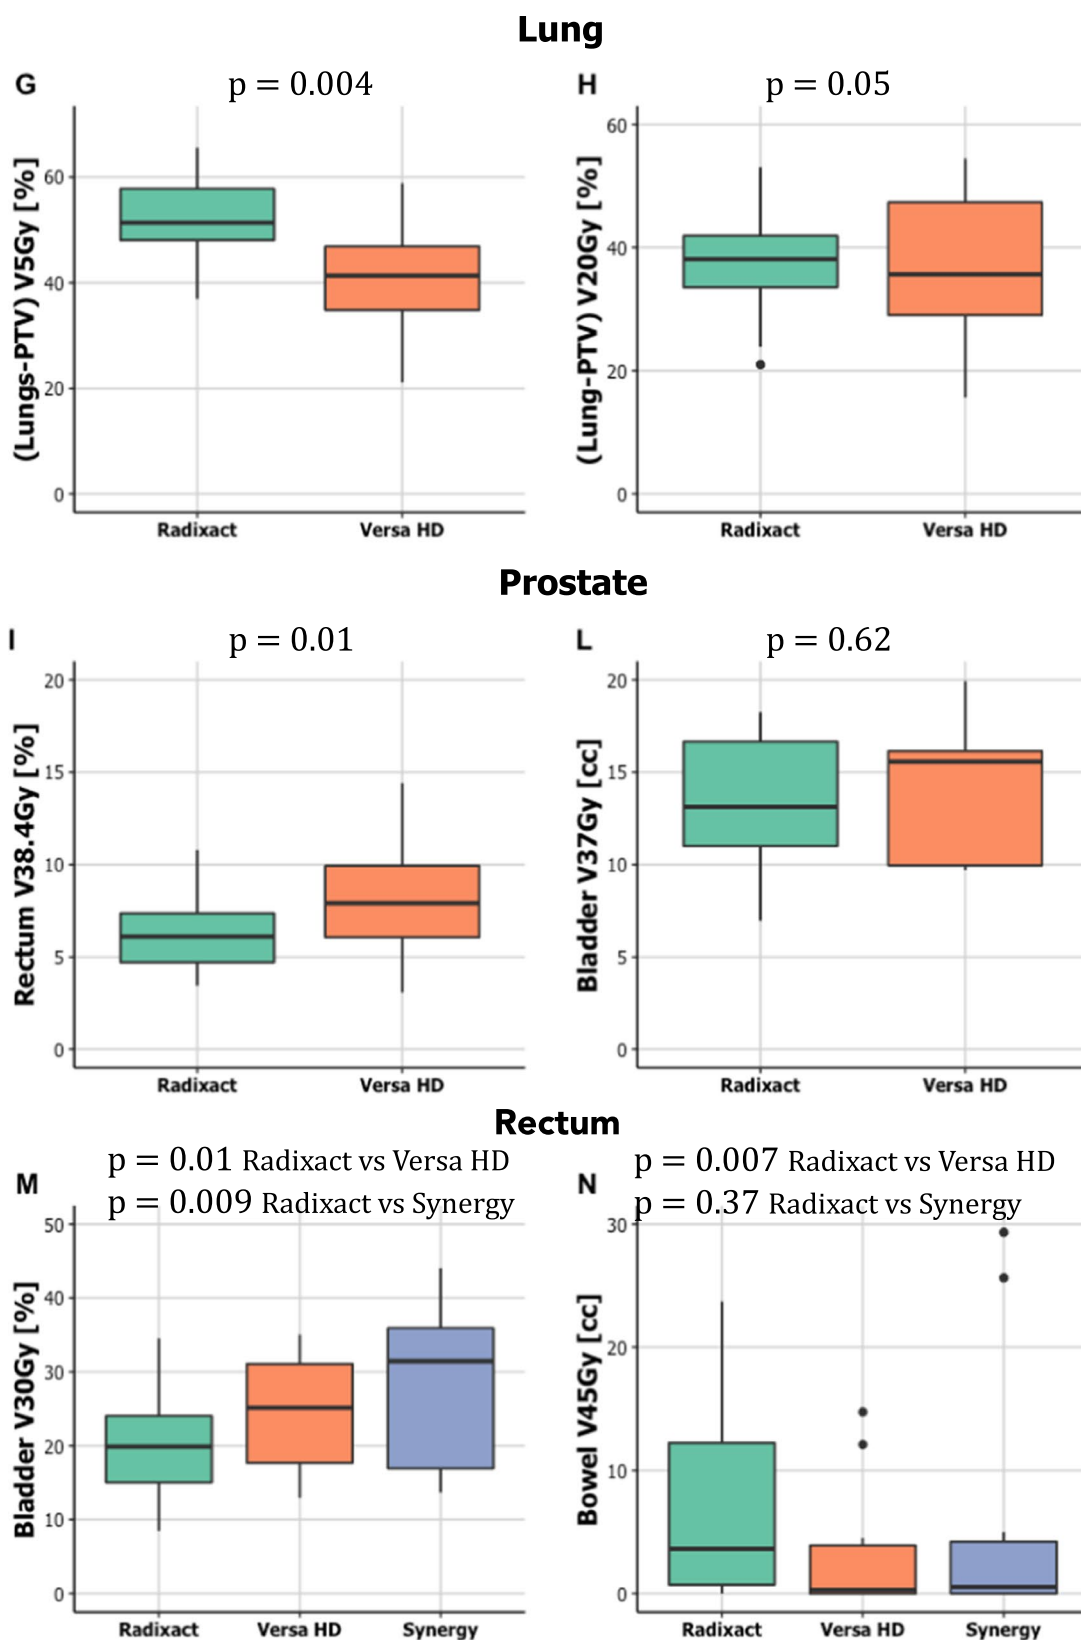 Lung
G
p = 0.004
H
p = 0.05
(Lungs-PTV) V5Gy [%]
60
40
20
0
Radixact
Versa HD
(Lung-PTV) V20Gy [%]
60
40
20
0
Radixact
Versa HD
Prostate
I
p = 0.01
L
p = 0.62
Rectum V38.4Gy [%]
20
15
10
5
0
Radixact
Versa HD
Bladder V37Gy [cc]
20
15
10
5
0
Radixact
Versa HD
Rectum
M
p = 0.01 Radixact vs Versa HD
p = 0.009 Radixact vs Synergy
N
p = 0.007 Radixact vs Versa HD
p = 0.37 Radixact vs Synergy
Bladder V30Gy [%]
50
40
30
20
10
0
Radixact
Versa HD
Synergy
Bowel V45Gy [cc]
30
20
10
0
Radixact
Versa HD
Synergy